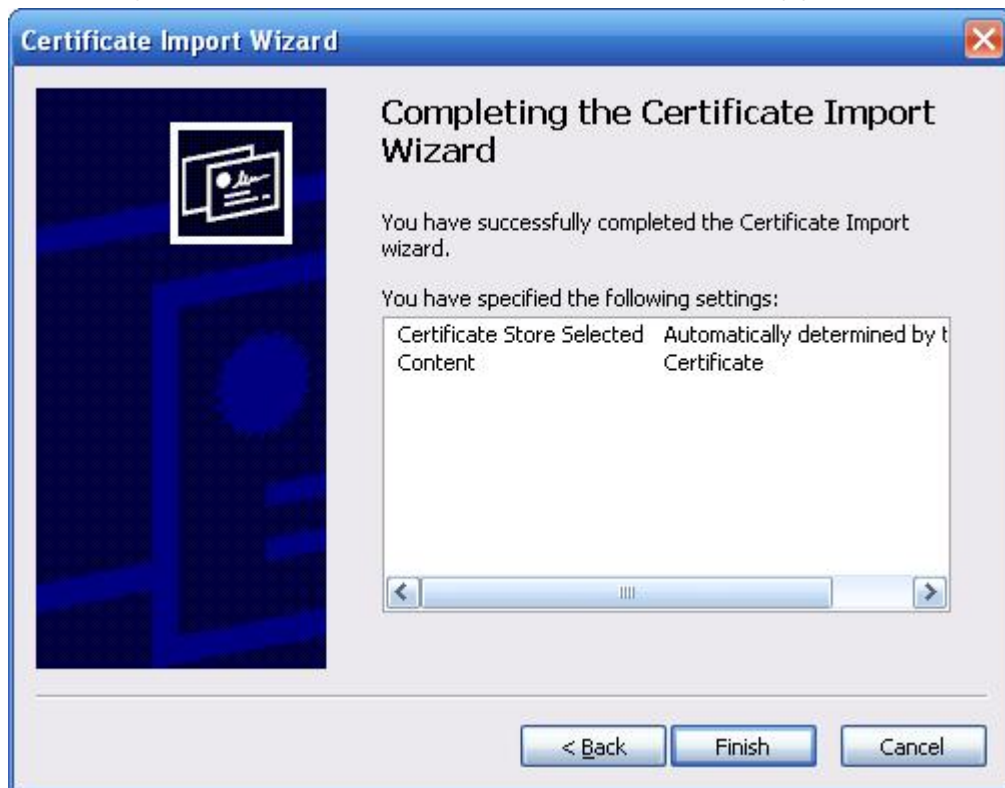 Certificate Import Wizard
Completing the Certificate Import
Wizard
You have successfully completed the Certificate Import
wizard.
You have specified the following settings:
Certificate Store Selected Automatically determined by t
Content Certificate
< Back Finish Cancel